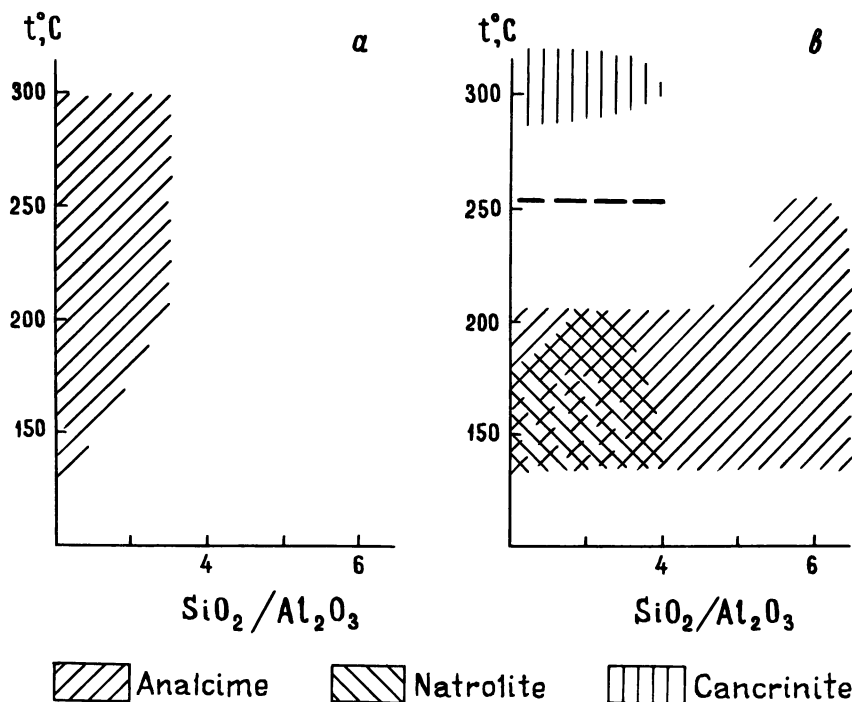 t,°C
a
300
250
200
150
4
6
SiO₂/Al₂O₃
t,°C
в
300
250
200
150
4
6
SiO₂/Al₂O₃
Analcime
Natrolite
Cancrinite